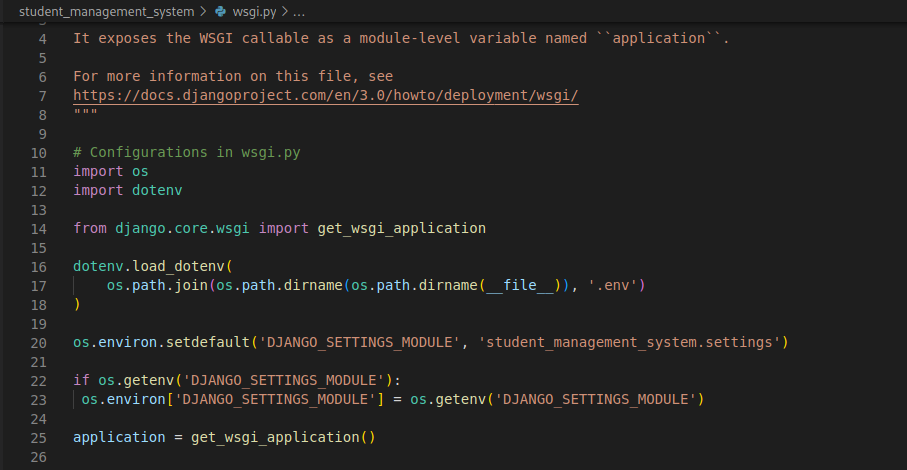 student_management_system > wsgi.py > ...
3
4 It exposes the WSGI callable as a module-level variable named ``application``.
5
6 For more information on this file, see
7 https://docs.djangoproject.com/en/3.0/howto/deployment/wsgi/
8 """
9
10 # Configurations in wsgi.py
11 import os
12 import dotenv
13
14 from django.core.wsgi import get_wsgi_application
15
16 dotenv.load_dotenv(
17     os.path.join(os.path.dirname(os.path.dirname(__file__)), '.env')
18 )
19
20 os.environ.setdefault('DJANGO_SETTINGS_MODULE', 'student_management_system.settings')
21
22 if os.getenv('DJANGO_SETTINGS_MODULE'):
23  os.environ['DJANGO_SETTINGS_MODULE'] = os.getenv('DJANGO_SETTINGS_MODULE')
24
25 application = get_wsgi_application()
26